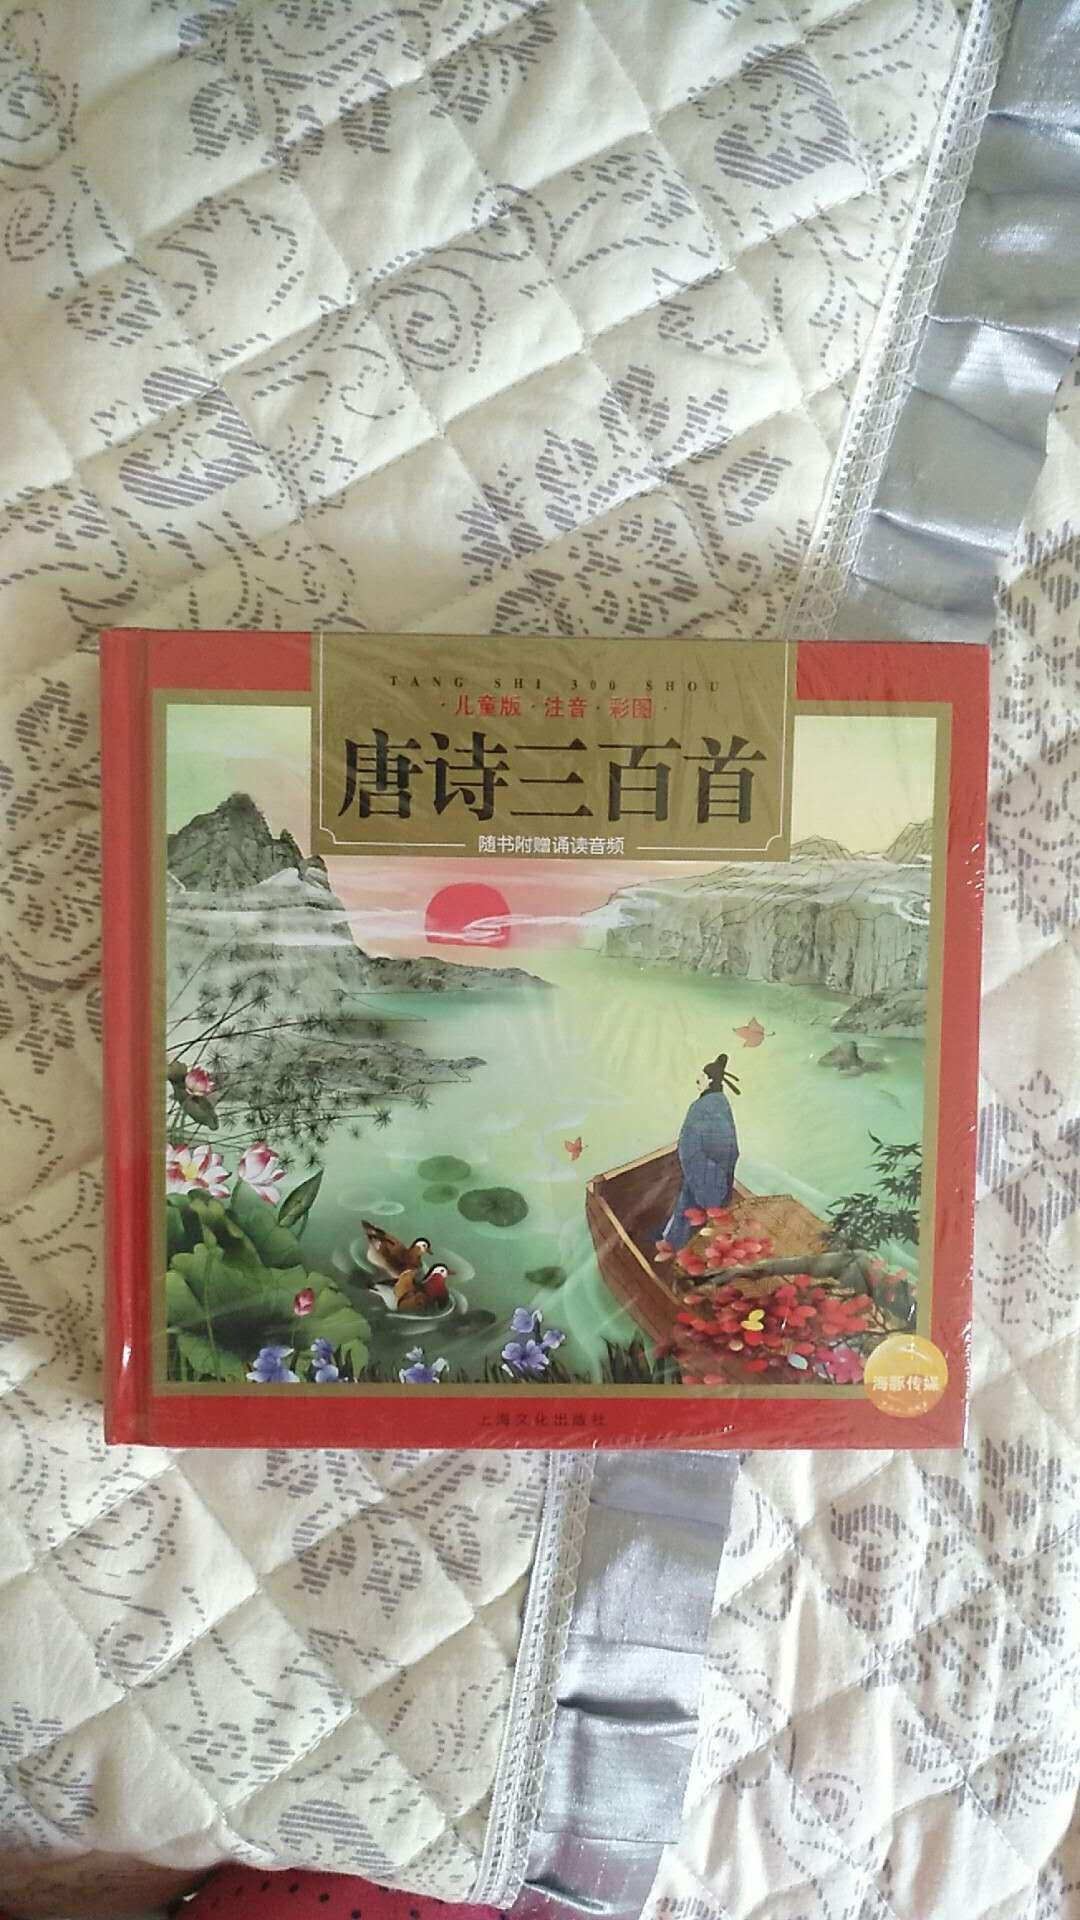 TANG SHI 300 SHOU
·儿童版·注音·彩图·
唐诗三百首
随书附赠诵读音频
海豚传媒
上海文化出版社